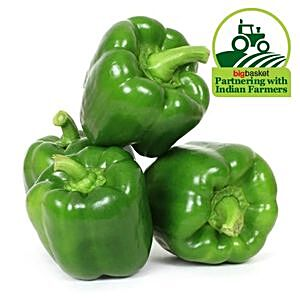 bigbasket
Partnering with
Indian Farmers